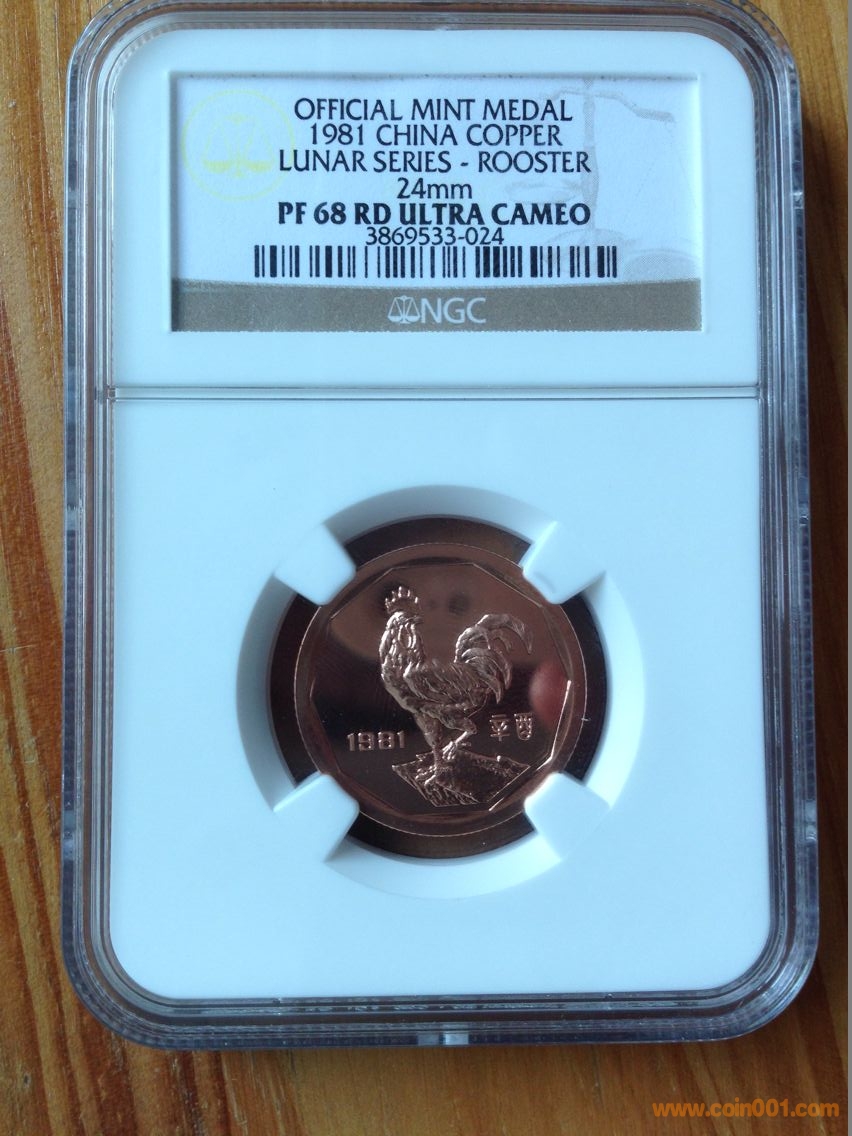 OFFICIAL MINT MEDAL
1981 CHINA COPPER
LUNAR SERIES - ROOSTER
24mm
PF 68 RD ULTRA CAMEO
3869533-024
NGC
1981 辛酉
www.coin001.com